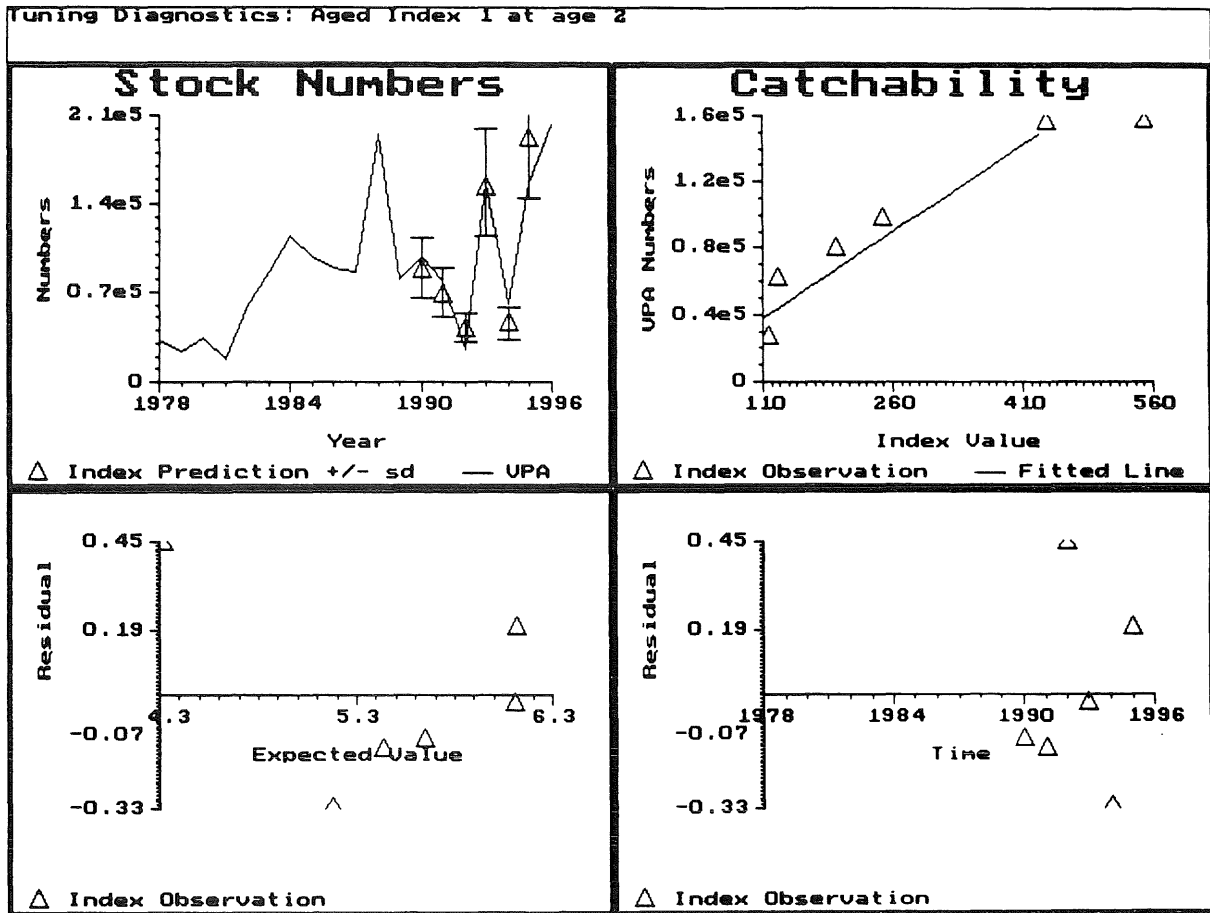 Tuning Diagnostics: Aged Index 1 at age 2
Stock Numbers
2.1e5
1.4e5
0.7e5
0
Numbers
1978 1984 1990 1996
Year
△ Index Prediction +/- sd — VPA
Catchability
1.6e5
1.2e5
0.8e5
0.4e5
0
VPA Numbers
110 260 410 560
Index Value
△ Index Observation — Fitted Line
0.45
0.19
-0.07
-0.33
Residual
4.3 5.3 6.3
Expected Value
△ Index Observation
0.45
0.19
-0.07
-0.33
Residual
1978 1984 1990 1996
Time
△ Index Observation